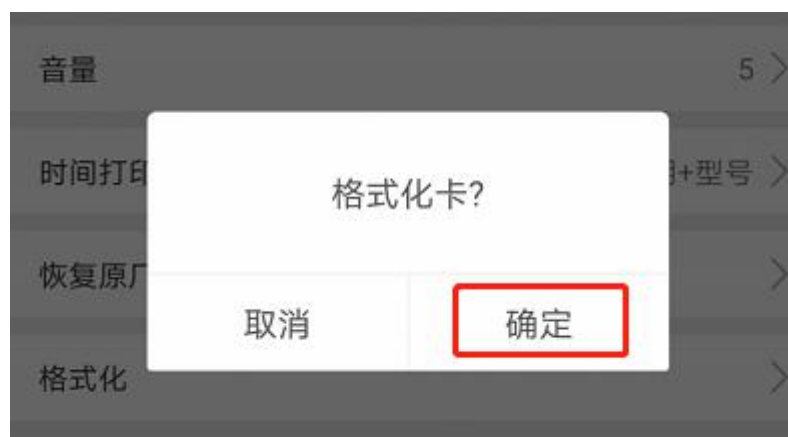 音量 5
时间打印 +型号
格式化卡?
恢复原厂
取消 确定
格式化